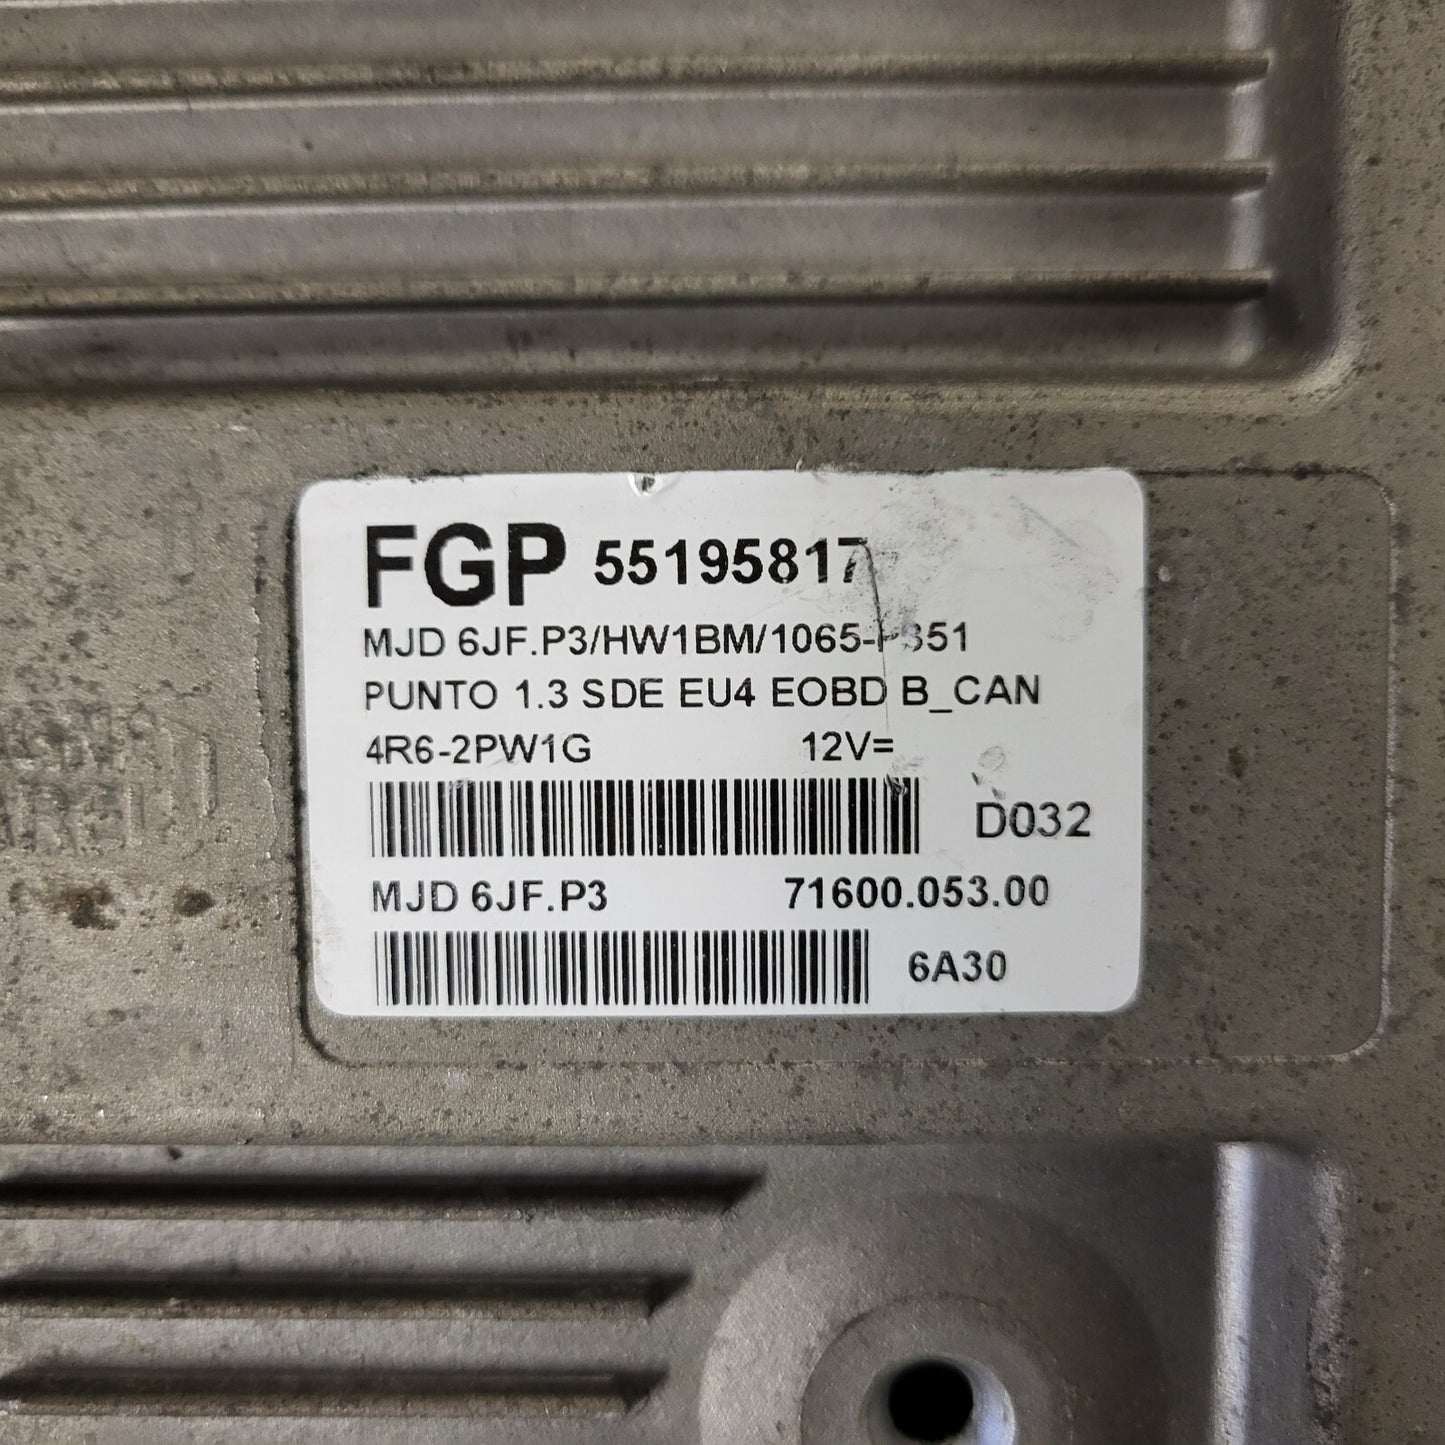 FGP 55195817
MJD 6JF.P3/HW1BM/1065-P351
PUNTO 1.3 SDE EU4 EOBD B_CAN
4R6-2PW1G 12V=
D032
MJD 6JF.P3 71600.053.00
6A30